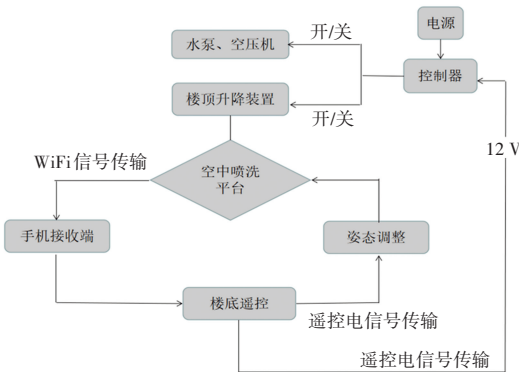 电源
开/关
水泵、空压机
控制器
楼顶升降装置
开/关
12 V
WiFi信号传输
空中喷洗
平台
手机接收端
姿态调整
楼底遥控
遥控电信号传输
遥控电信号传输